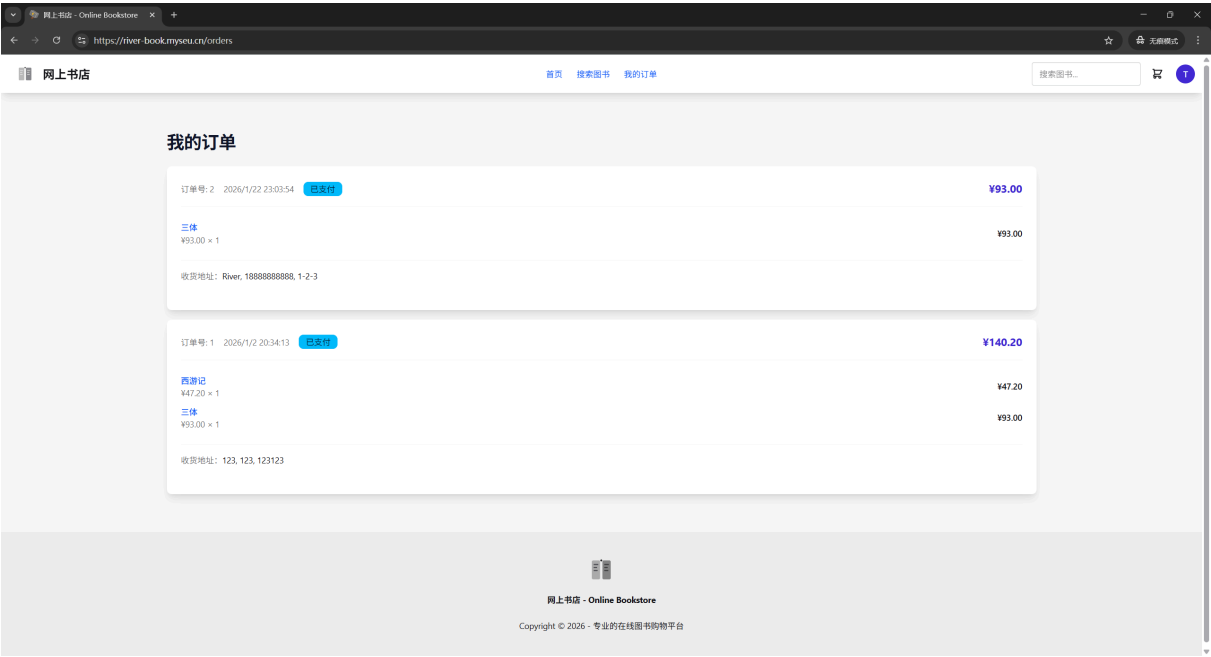 网上书店 - Online Bookstore
https://river-book.myseu.cn/orders
无痕模式
网上书店
首页 搜索图书 我的订单
搜索图书...
T
我的订单
订单号: 2 2026/1/22 23:03:54 已支付 ¥93.00
三体
¥93.00 × 1
¥93.00
收货地址: River, 18888888888, 1-2-3
订单号: 1 2026/1/2 20:34:13 已支付 ¥140.20
西游记
¥47.20 × 1
¥47.20
三体
¥93.00 × 1
¥93.00
收货地址: 123, 123, 123123
网上书店 - Online Bookstore
Copyright © 2026 - 专业的在线图书购物平台